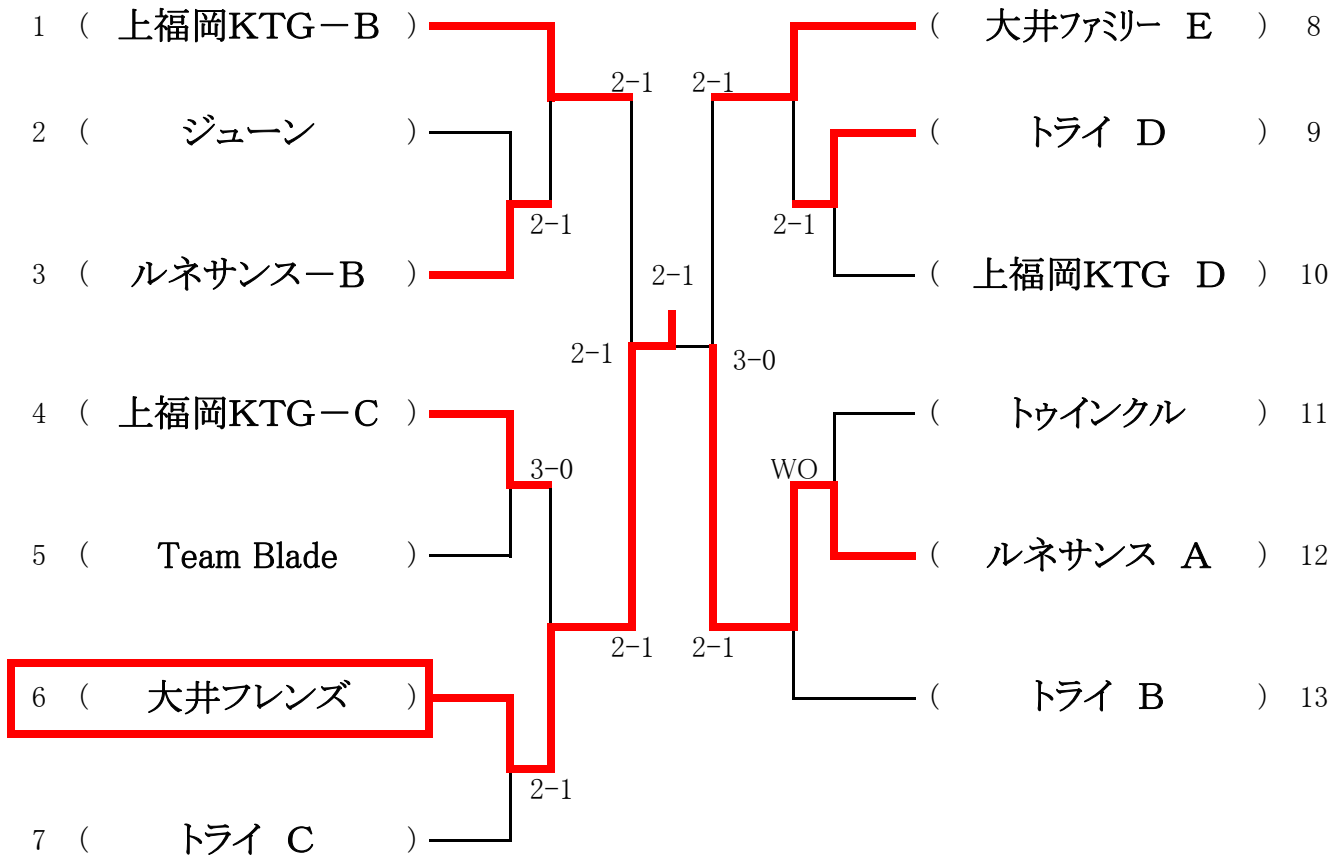 1 ( 上福岡KTG－B ) ( 大井ファミリー E ) 8
2-1 2-1
2 ( ジューン ) ( トライ D ) 9
2-1 2-1
3 ( ルネサンス－B ) 2-1 ( 上福岡KTG D ) 10
2-1 3-0
4 ( 上福岡KTG－C ) ( トゥインクル ) 11
3-0 WO
5 ( Team Blade ) ( ルネサンス A ) 12
2-1 2-1
6 ( 大井フレンズ ) ( トライ B ) 13
2-1
7 ( トライ C )